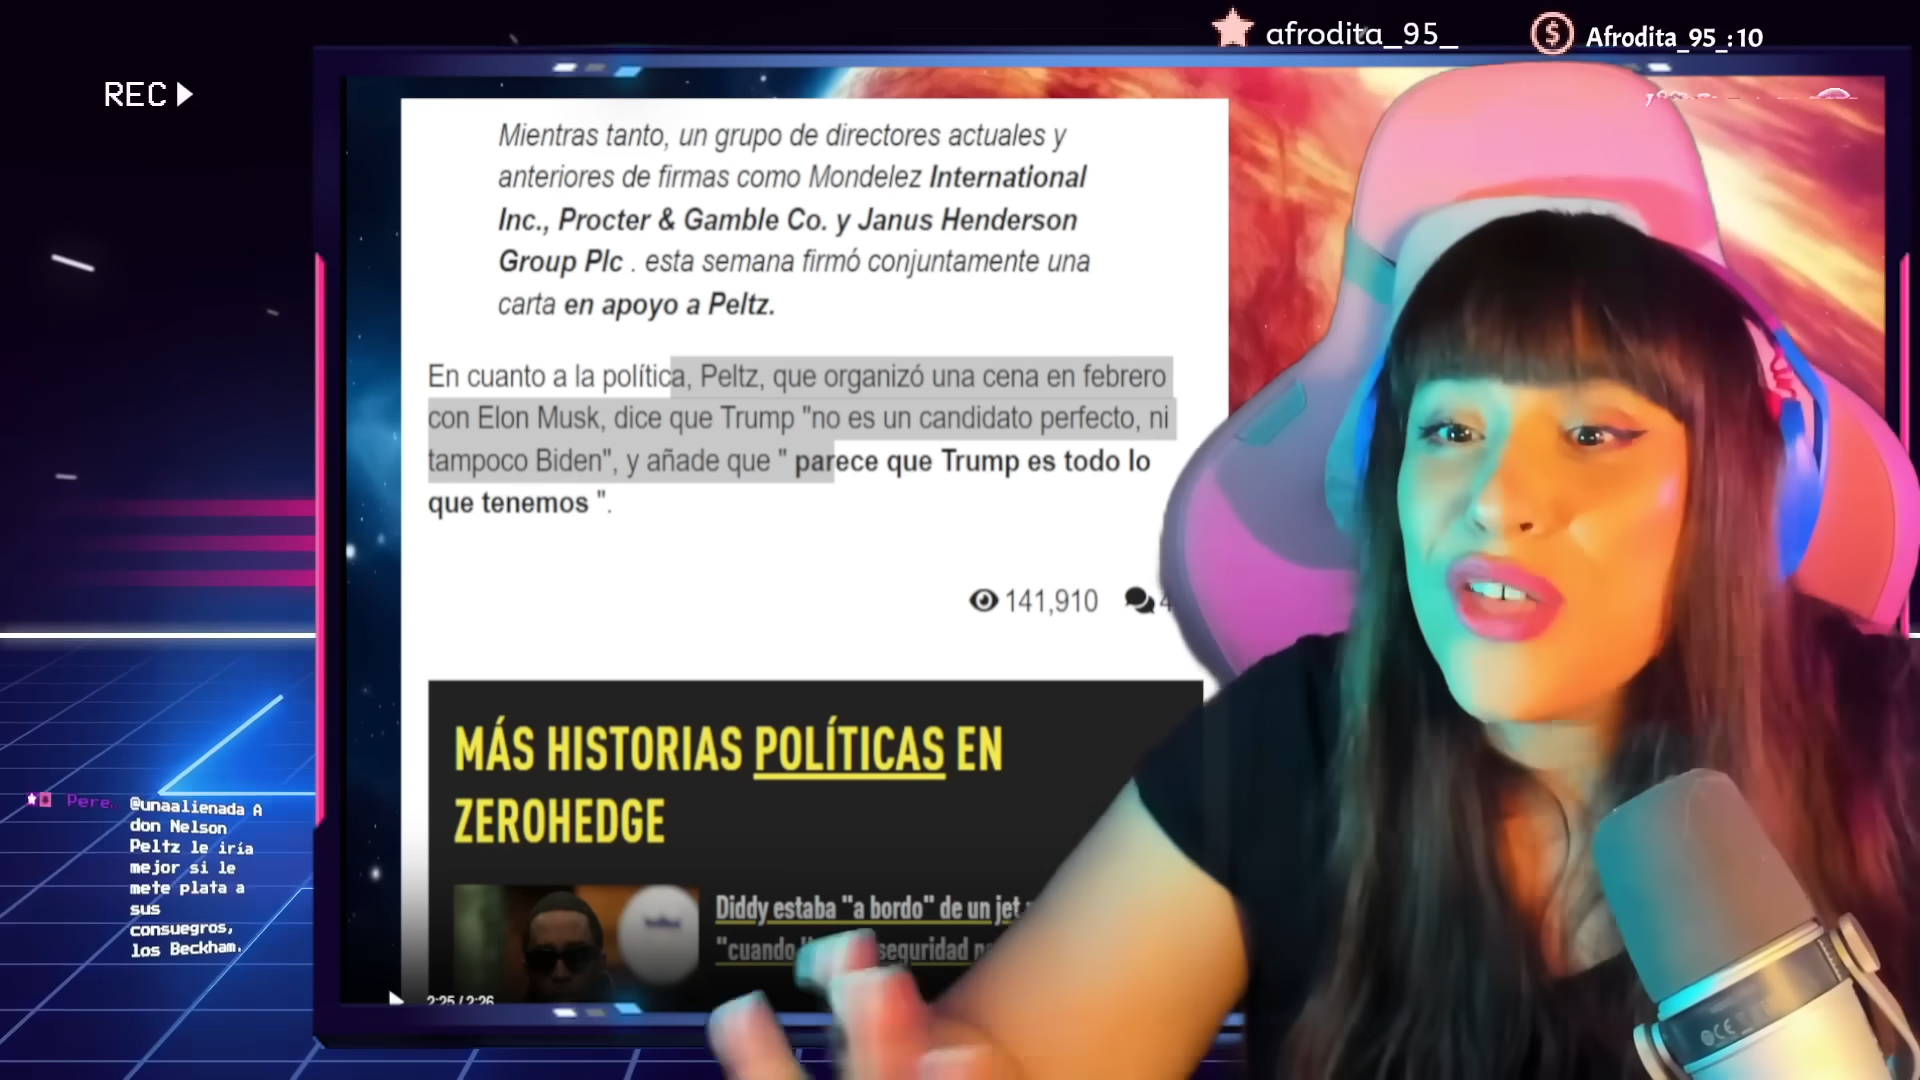 afrodita_95_
Afrodita_95_:10
REC
Mientras tanto, un grupo de directores actuales y
anteriores de firmas como Mondelez International
Inc., Procter & Gamble Co. y Janus Henderson
Group Plc . esta semana firmó conjuntamente una
carta en apoyo a Peltz.
En cuanto a la política, Peltz, que organizó una cena en febrero
con Elon Musk, dice que Trump "no es un candidato perfecto, ni
tampoco Biden", y añade que " parece que Trump es todo lo
que tenemos ".
141,910
MÁS HISTORIAS POLÍTICAS EN
ZEROHEDGE
Diddy estaba "a bordo" de un jet
"cuando seguridad
2:25 / 2:26
Pere..
@unaalienada A
don Nelson
Peltz le iría
mejor si le
mete plata a
sus
consuegros,
los Beckham.
CE